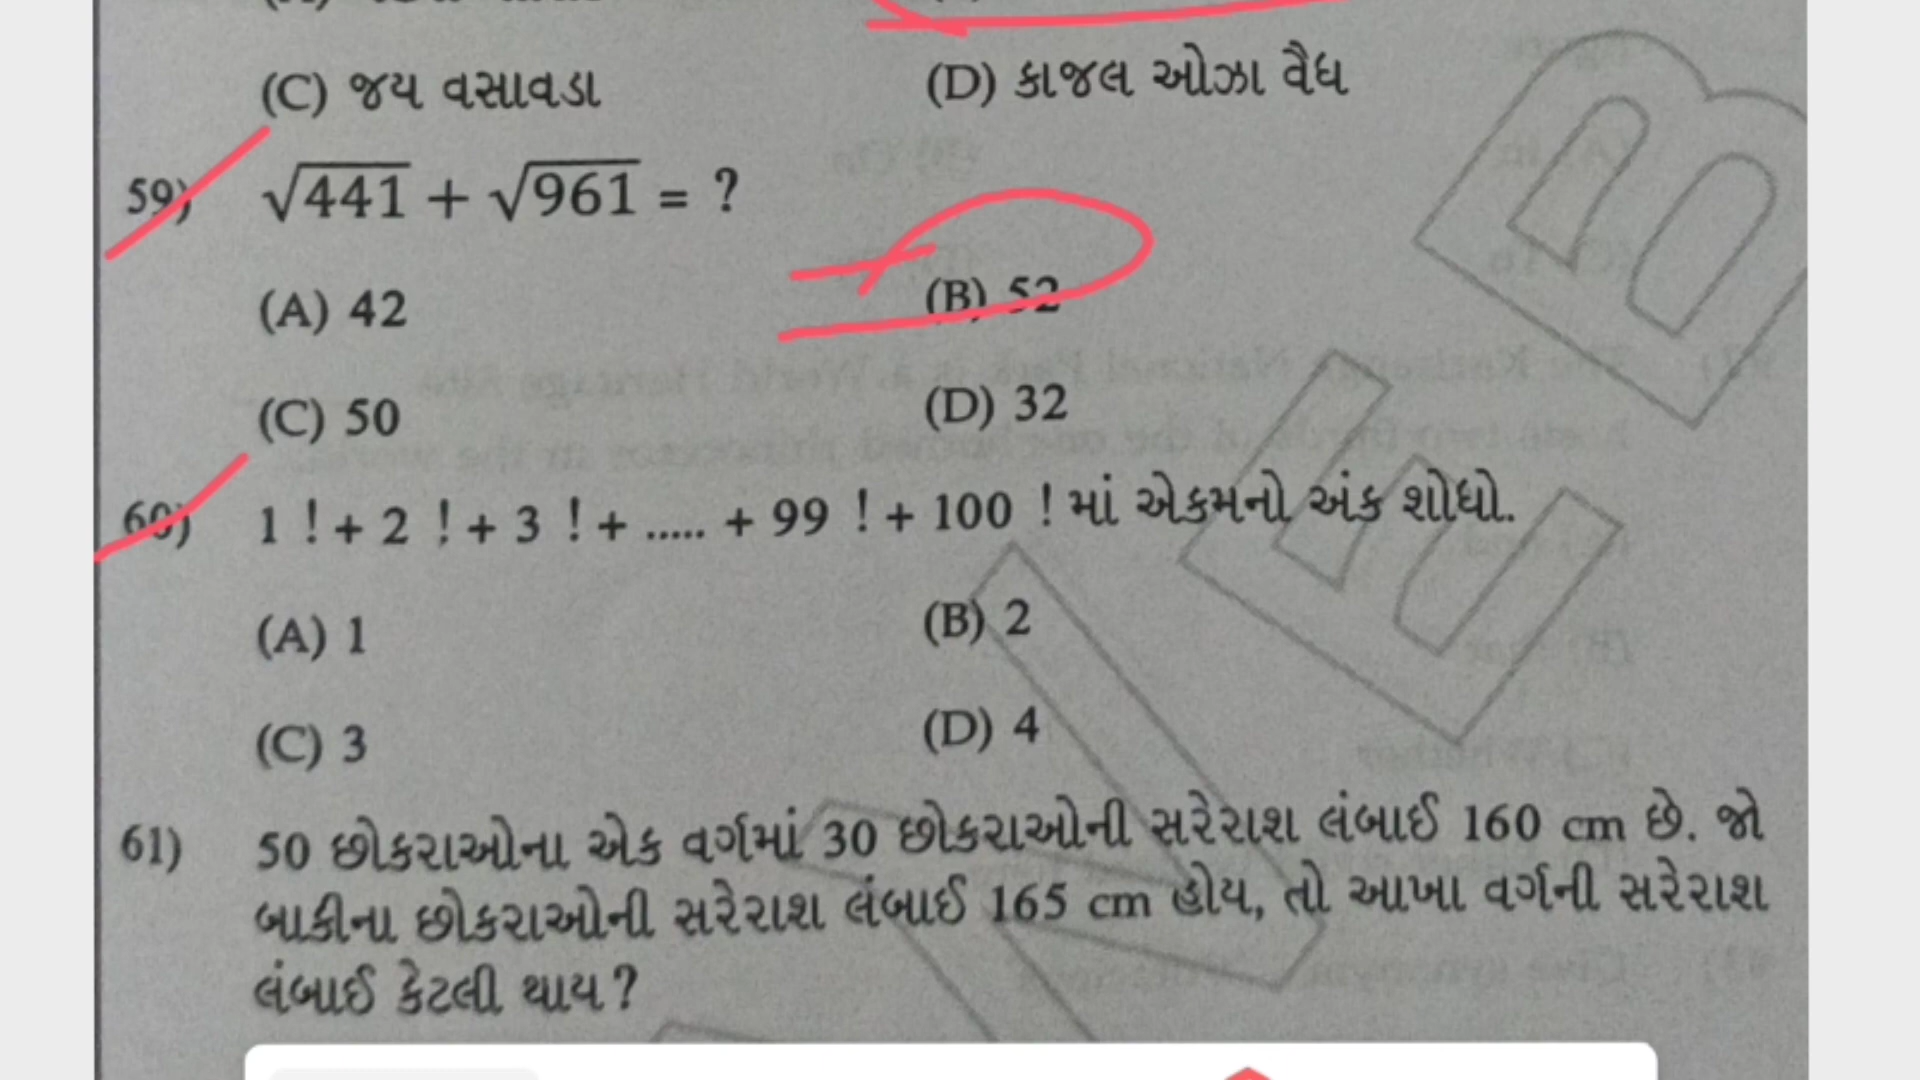 (C) જય વસાવડા
(D) કાજલ ઓઝા વૈધ
59) √441 + √961 = ?
(A) 42
(B) 52
(C) 50
(D) 32
60) 1 ! + 2 ! + 3 ! + ..... + 99 ! + 100 ! માં એકમનો અંક શોધો.
(A) 1
(B) 2
(C) 3
(D) 4
61) 50 છોકરાઓના એક વર્ગમાં 30 છોકરાઓની સરેરાશ લંબાઈ 160 cm છે. જો
બાકીના છોકરાઓની સરેરાશ લંબાઈ 165 cm હોય, તો આખા વર્ગની સરેરાશ
લંબાઈ કેટલી થાય ?